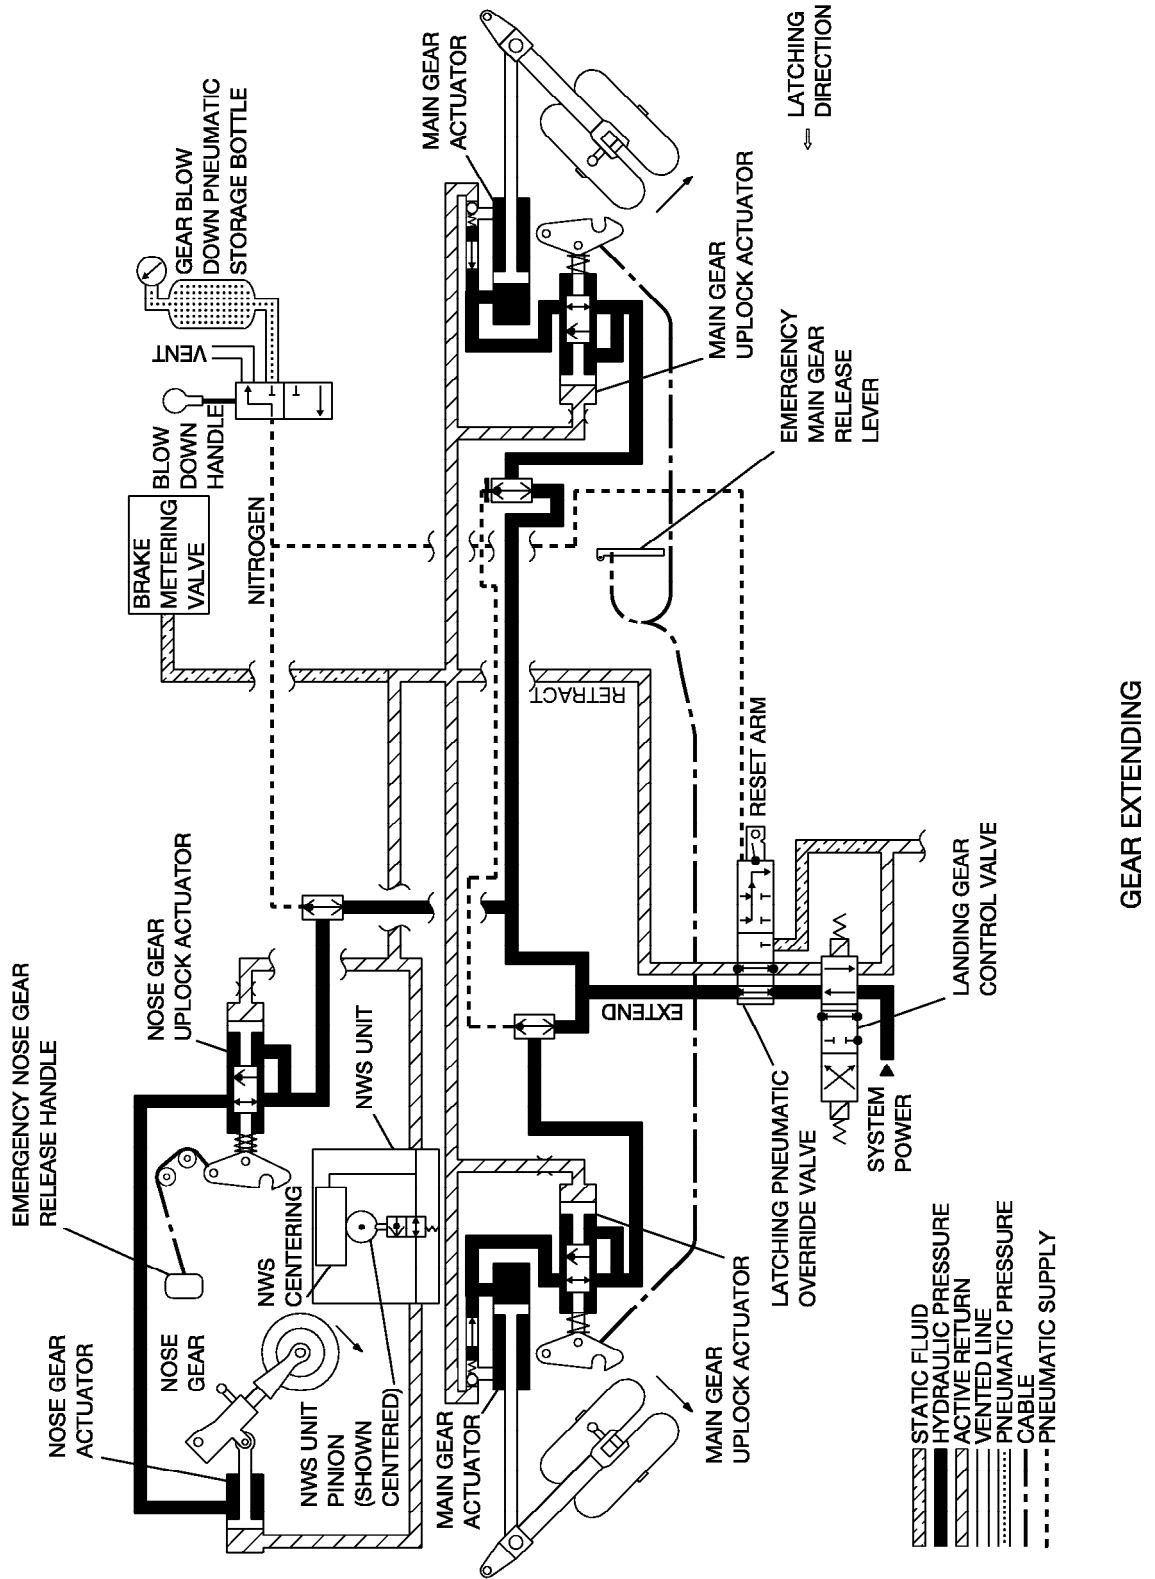 EMERGENCY NOSE GEAR
RELEASE HANDLE
NOSE GEAR
ACTUATOR
NOSE GEAR
UPLOCK ACTUATOR
NOSE
GEAR
NWS
CENTERING
NWS UNIT
NWS UNIT
PINION
(SHOWN
CENTERED)
BRAKE
METERING
VALVE
BLOW
DOWN
HANDLE
VENT
GEAR BLOW
DOWN PNEUMATIC
STORAGE BOTTLE
NITROGEN
MAIN GEAR
ACTUATOR
MAIN GEAR
ACTUATOR
RETRACT
EXTEND
MAIN GEAR
UPLOCK ACTUATOR
MAIN GEAR
UPLOCK ACTUATOR
EMERGENCY
MAIN GEAR
RELEASE
LEVER
LATCHING
DIRECTION
RESET ARM
LATCHING PNEUMATIC
OVERRIDE VALVE
SYSTEM
POWER
LANDING GEAR
CONTROL VALVE
STATIC FLUID
HYDRAULIC PRESSURE
ACTIVE RETURN
VENTED LINE
PNEUMATIC PRESSURE
CABLE
PNEUMATIC SUPPLY
GEAR EXTENDING